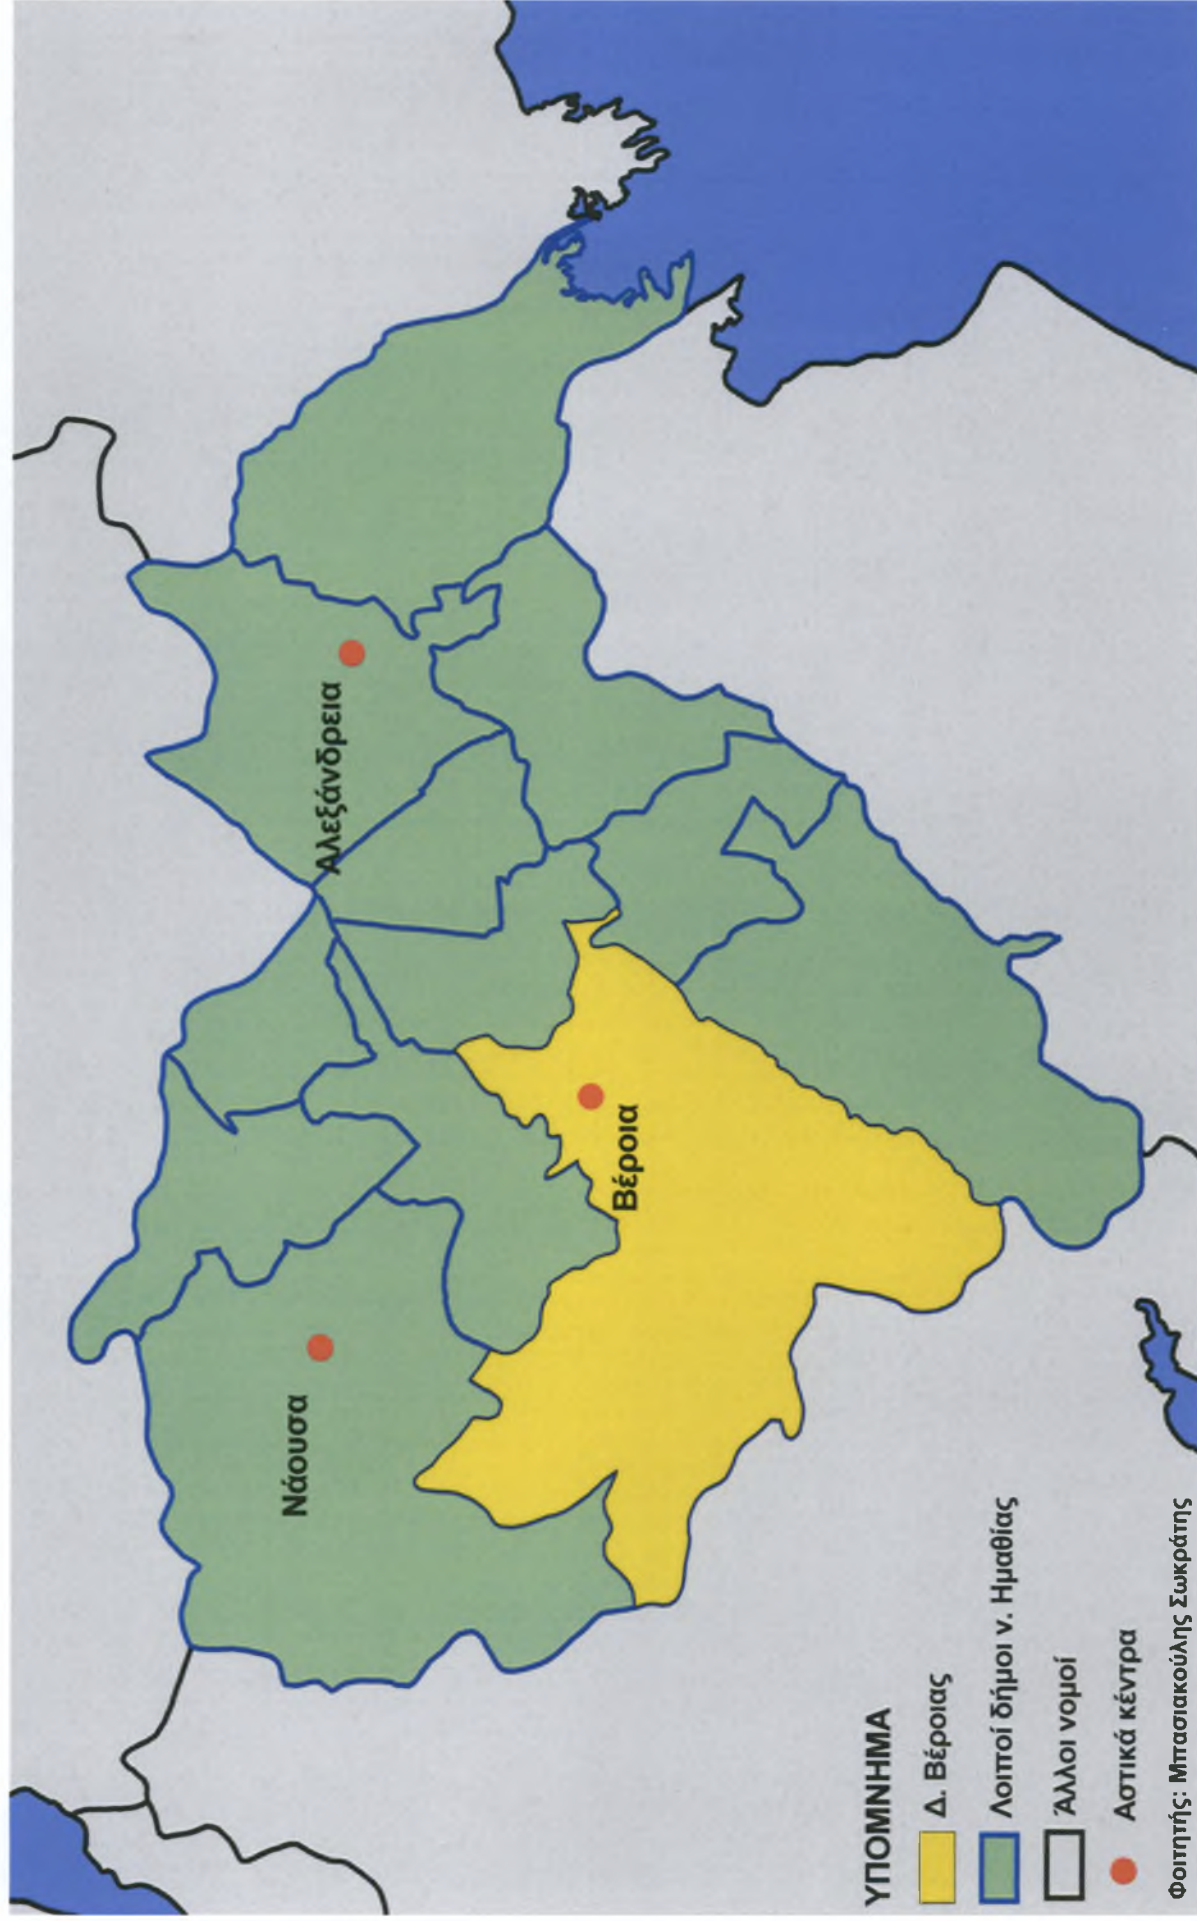 Νάουσα
Αλεξάνδρεια
Βέροια
ΥΠΟΜΝΗΜΑ
Δ. Βέροιας
Λοιποί δήμοι ν. Ημαθίας
Άλλοι νομοί
Αστικά κέντρα
Φοιτητής: Μπασιακούλης Σωκράτης